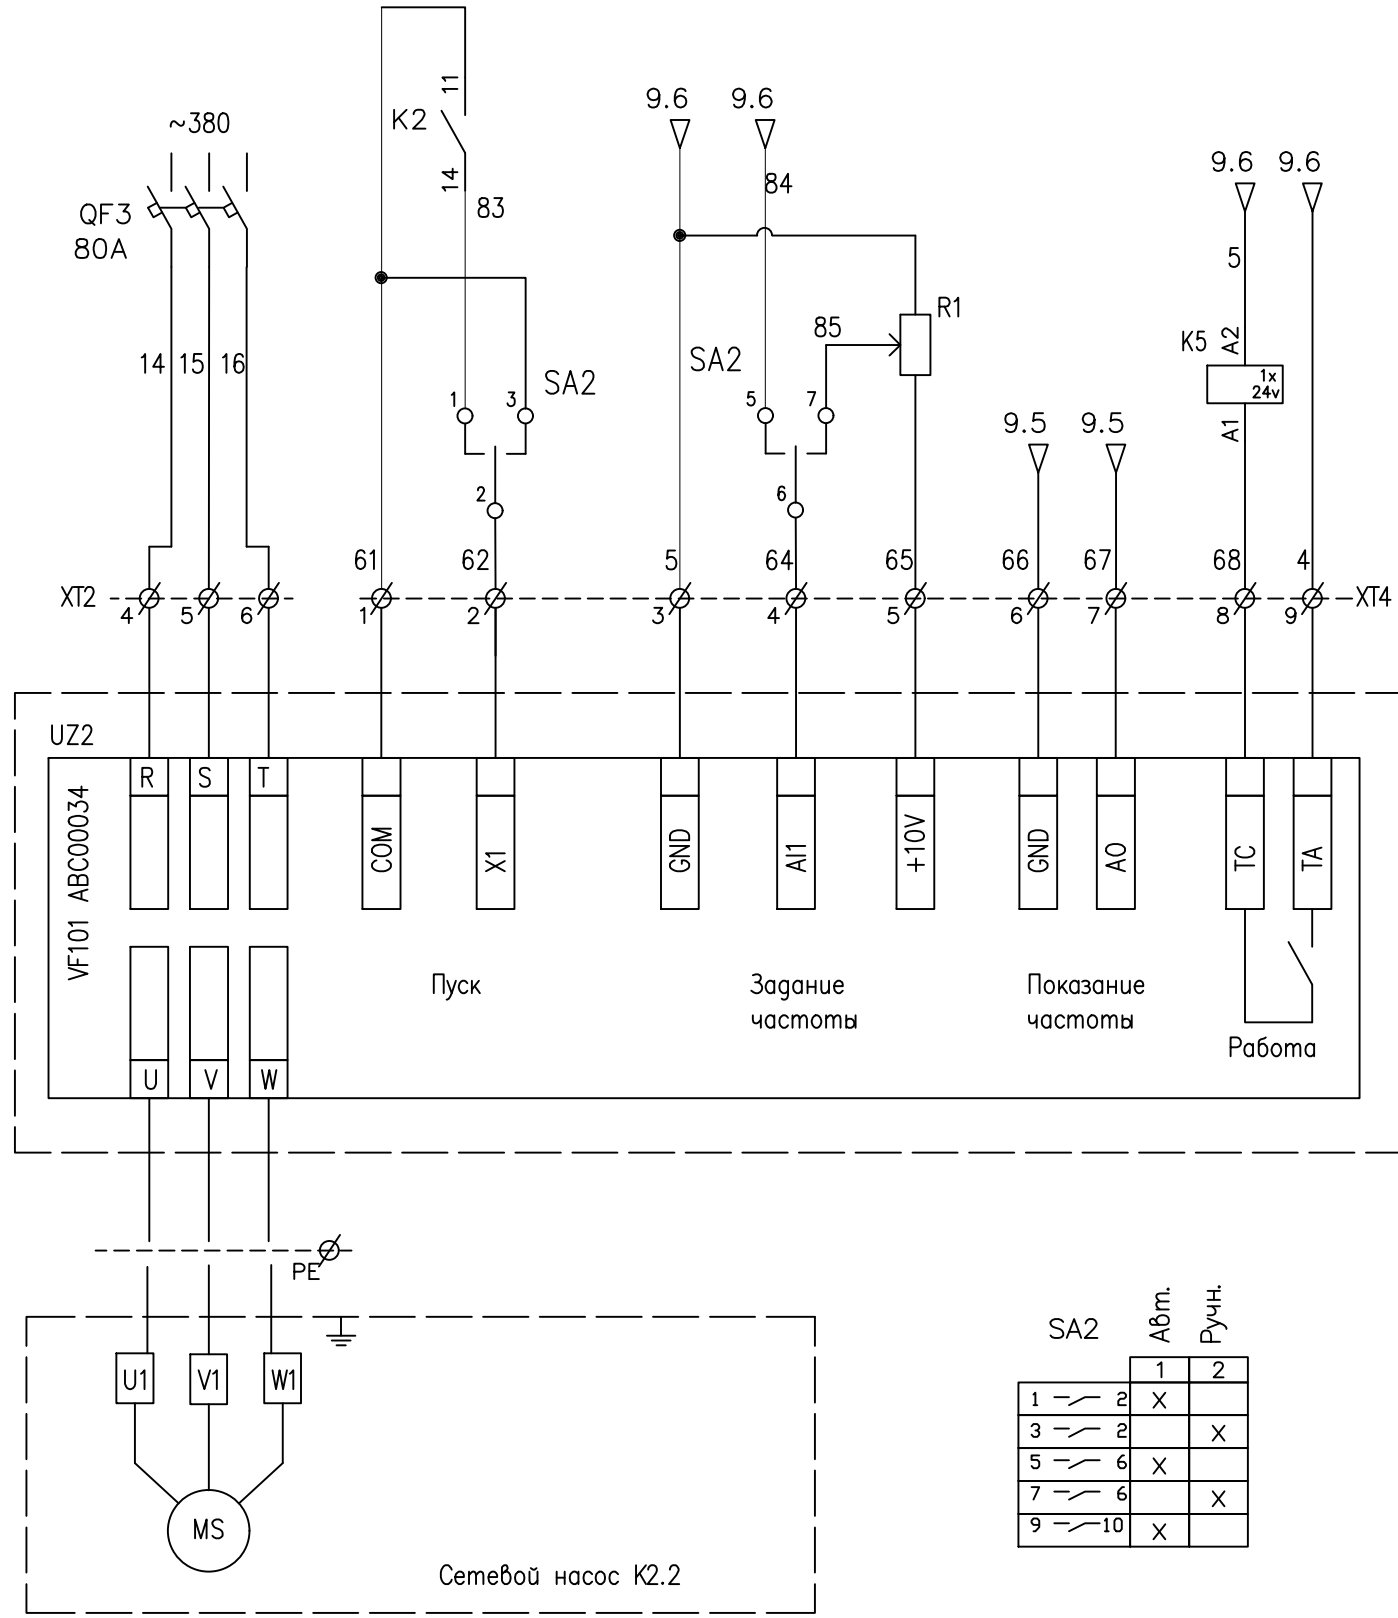 11
K2
14
83
~380
QF3
80A
14 15 16
9.6 9.6
84
85
R1
9.6 9.6
5
K5
A2
1x
24v
A1
1 3 SA2
2
SA2 5 7
6
9.5 9.5
61 62 5 64 65 66 67 68 4
XT2 4 5 6
1 2 3 4 5 6 7 8 9 XT4
UZ2
VF101 ABC00034
R S T
COM X1 GND AI1 +10V GND AO TC TA
Пуск
Задание
частоты
Показание
частоты
Работа
U V W
PE
U1 V1 W1
MS
Сетевой насос К2.2
SA2 Авт. Ручн.
1 2
1 2 X
3 2 X
5 6 X
7 6 X
9 10 X